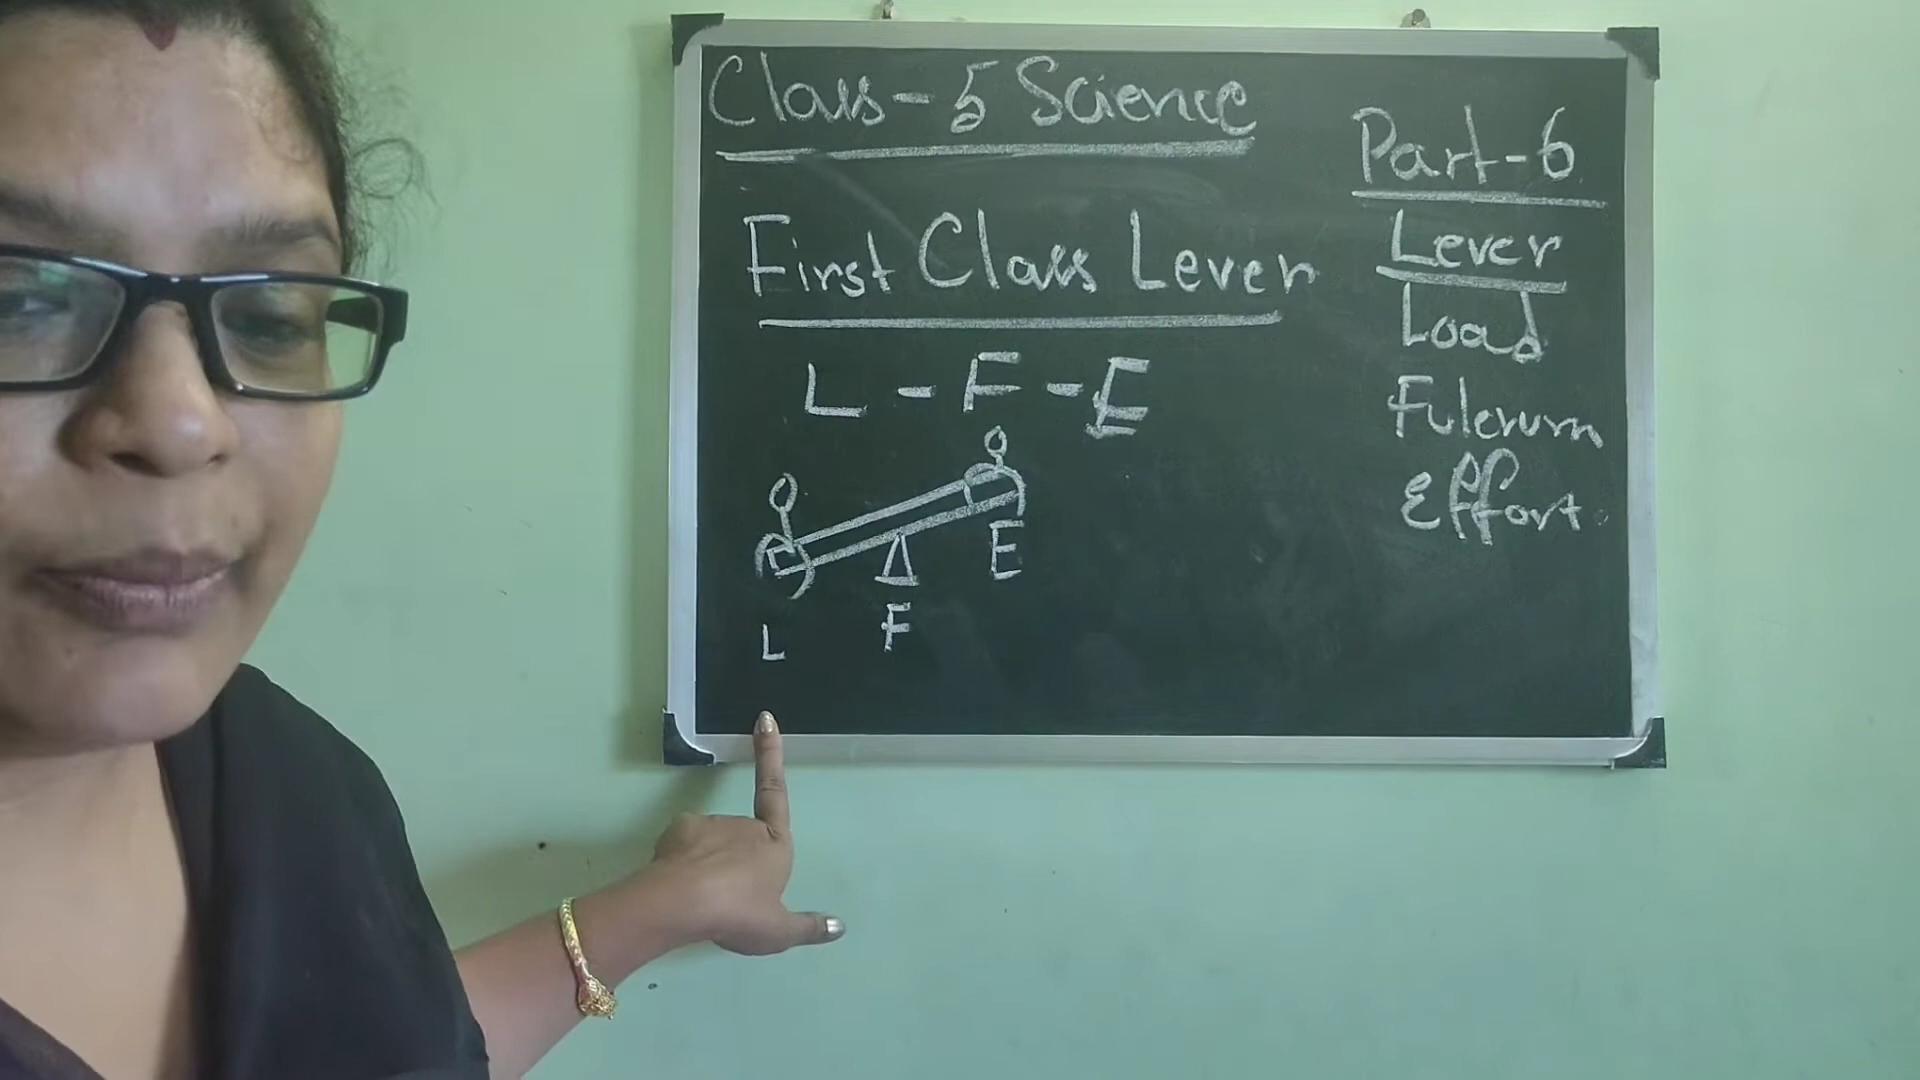 Class-5 Science
Part-6
First Class Lever
Lever
Load
Fulcrum
Effort
L - F - E
E
F
L